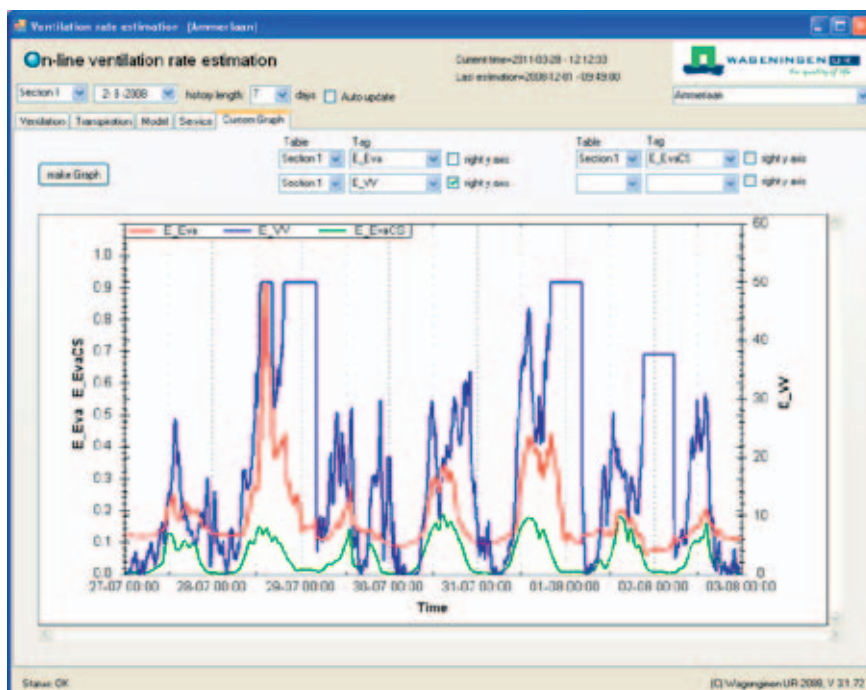 Ventilation rate estimation (Ammerlaan)
On-line ventilation rate estimation
Current time=2011-03-28 - 12:12:33
Last estimation=2008-12-01 - 09:49:00
WAGENINGEN UR
for quality of life
Section 1 2-8-2008 history length 7 days Auto update
Ammerlaan
Ventilation Transpiration Model Service Custom Graph
Table Tag Table Tag
make Graph
Section 1 E_Eva right y axis Section 1 E_EvaCS right y axis
Section 1 E_VV right y axis right y axis
E_Eva E_VV E_EvaCS
1.0
0.9
0.8
0.7
0.6
0.5
0.4
0.3
0.2
0.1
0.0
E_Eva E_EvaCS
60
50
40
30
20
10
0
E_VV
27-07 00:00 28-07 00:00 29-07 00:00 30-07 00:00 31-07 00:00 01-08 00:00 02-08 00:00 03-08 00:00
Time
Status: OK
(C) Wageningen UR 2008, V 3.1.72,